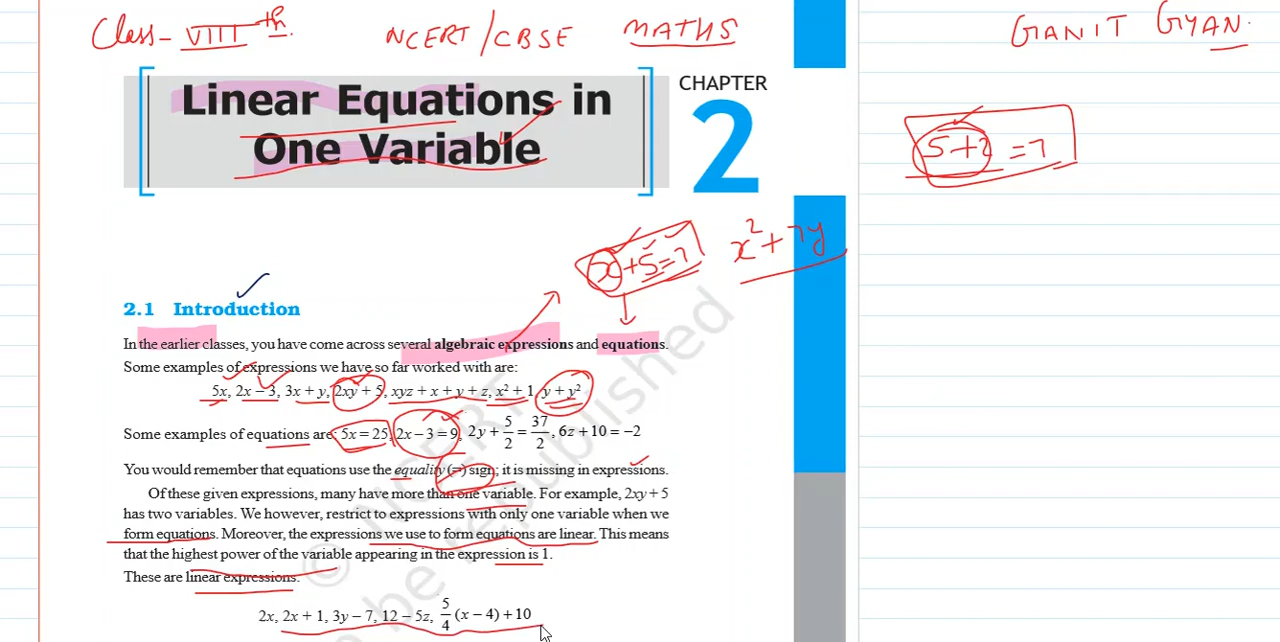 Class - VIIIth NCERT/CBSE MATHS GANIT GYAN.
Linear Equations in
One Variable
CHAPTER
2
5+2 = 7
x + 5 = 7
x² + 7y
2.1 Introduction
In the earlier classes, you have come across several algebraic expressions and equations.
Some examples of expressions we have so far worked with are:
5x, 2x – 3, 3x + y, 2xy + 5, xyz + x + y + z, x² + 1, y + y²
Some examples of equations are: 5x = 25, 2x – 3 = 9, 2y + 5/2 = 37/2, 6z + 10 = –2
You would remember that equations use the equality (=) sign; it is missing in expressions.
Of these given expressions, many have more than one variable. For example, 2xy + 5
has two variables. We however, restrict to expressions with only one variable when we
form equations. Moreover, the expressions we use to form equations are linear. This means
that the highest power of the variable appearing in the expression is 1.
These are linear expressions.
2x, 2x + 1, 3y – 7, 12 – 5z, 5/4 (x – 4) + 10
© NCERT
be republished